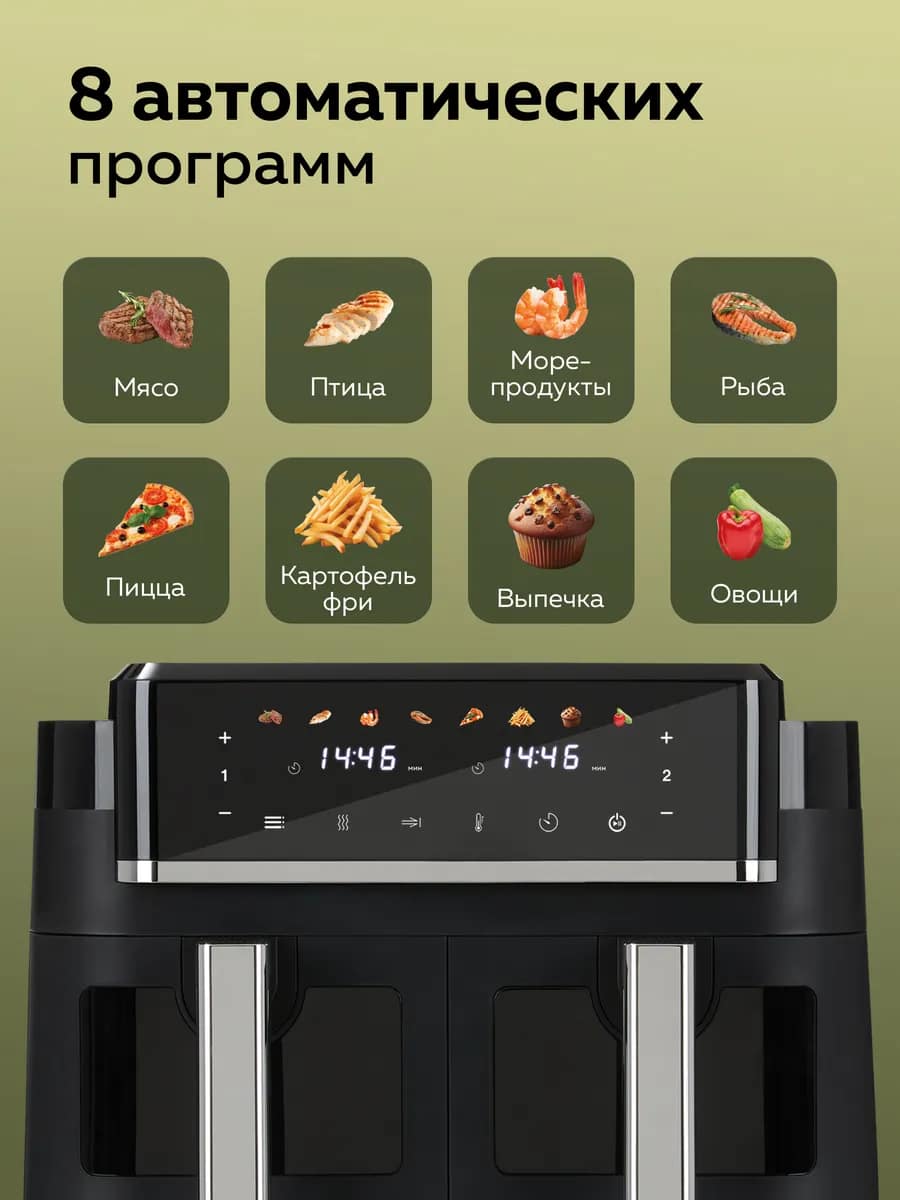 8 автоматических
программ
Мясо
Птица
Море-
продукты
Рыба
Пицца
Картофель
фри
Выпечка
Овощи
+
+
14:46 мин
14:46 мин
1
2
−
−